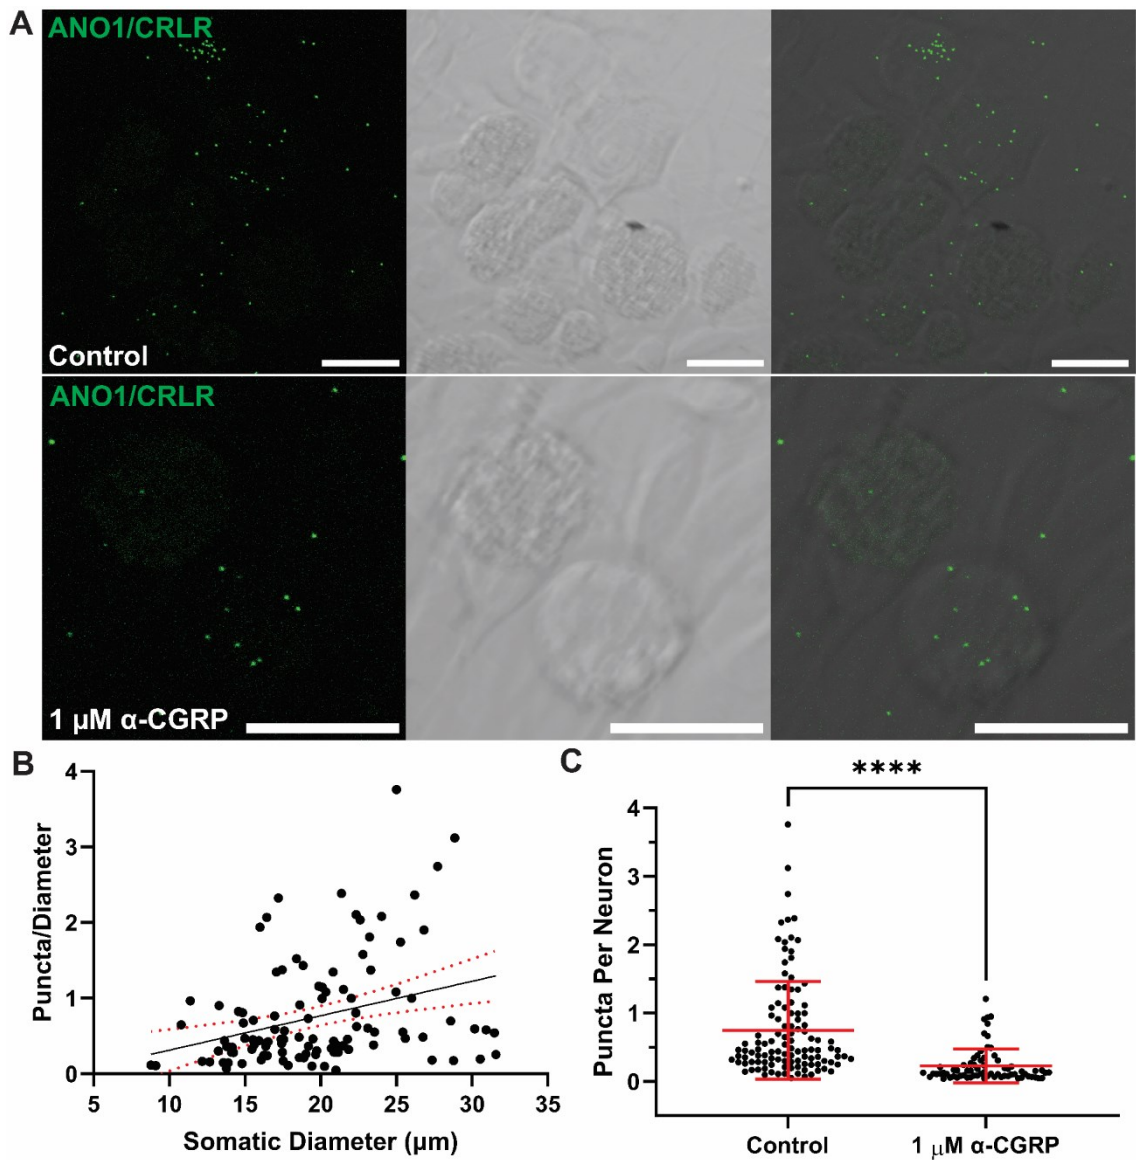 A
ANO1/CRLR
Control
ANO1/CRLR
1 µM α-CGRP
B
4
3
2
1
0
Puncta/Diameter
5 10 15 20 25 30 35
Somatic Diameter (µm)
C
****
4
3
2
1
0
Puncta Per Neuron
Control 1 µM α-CGRP